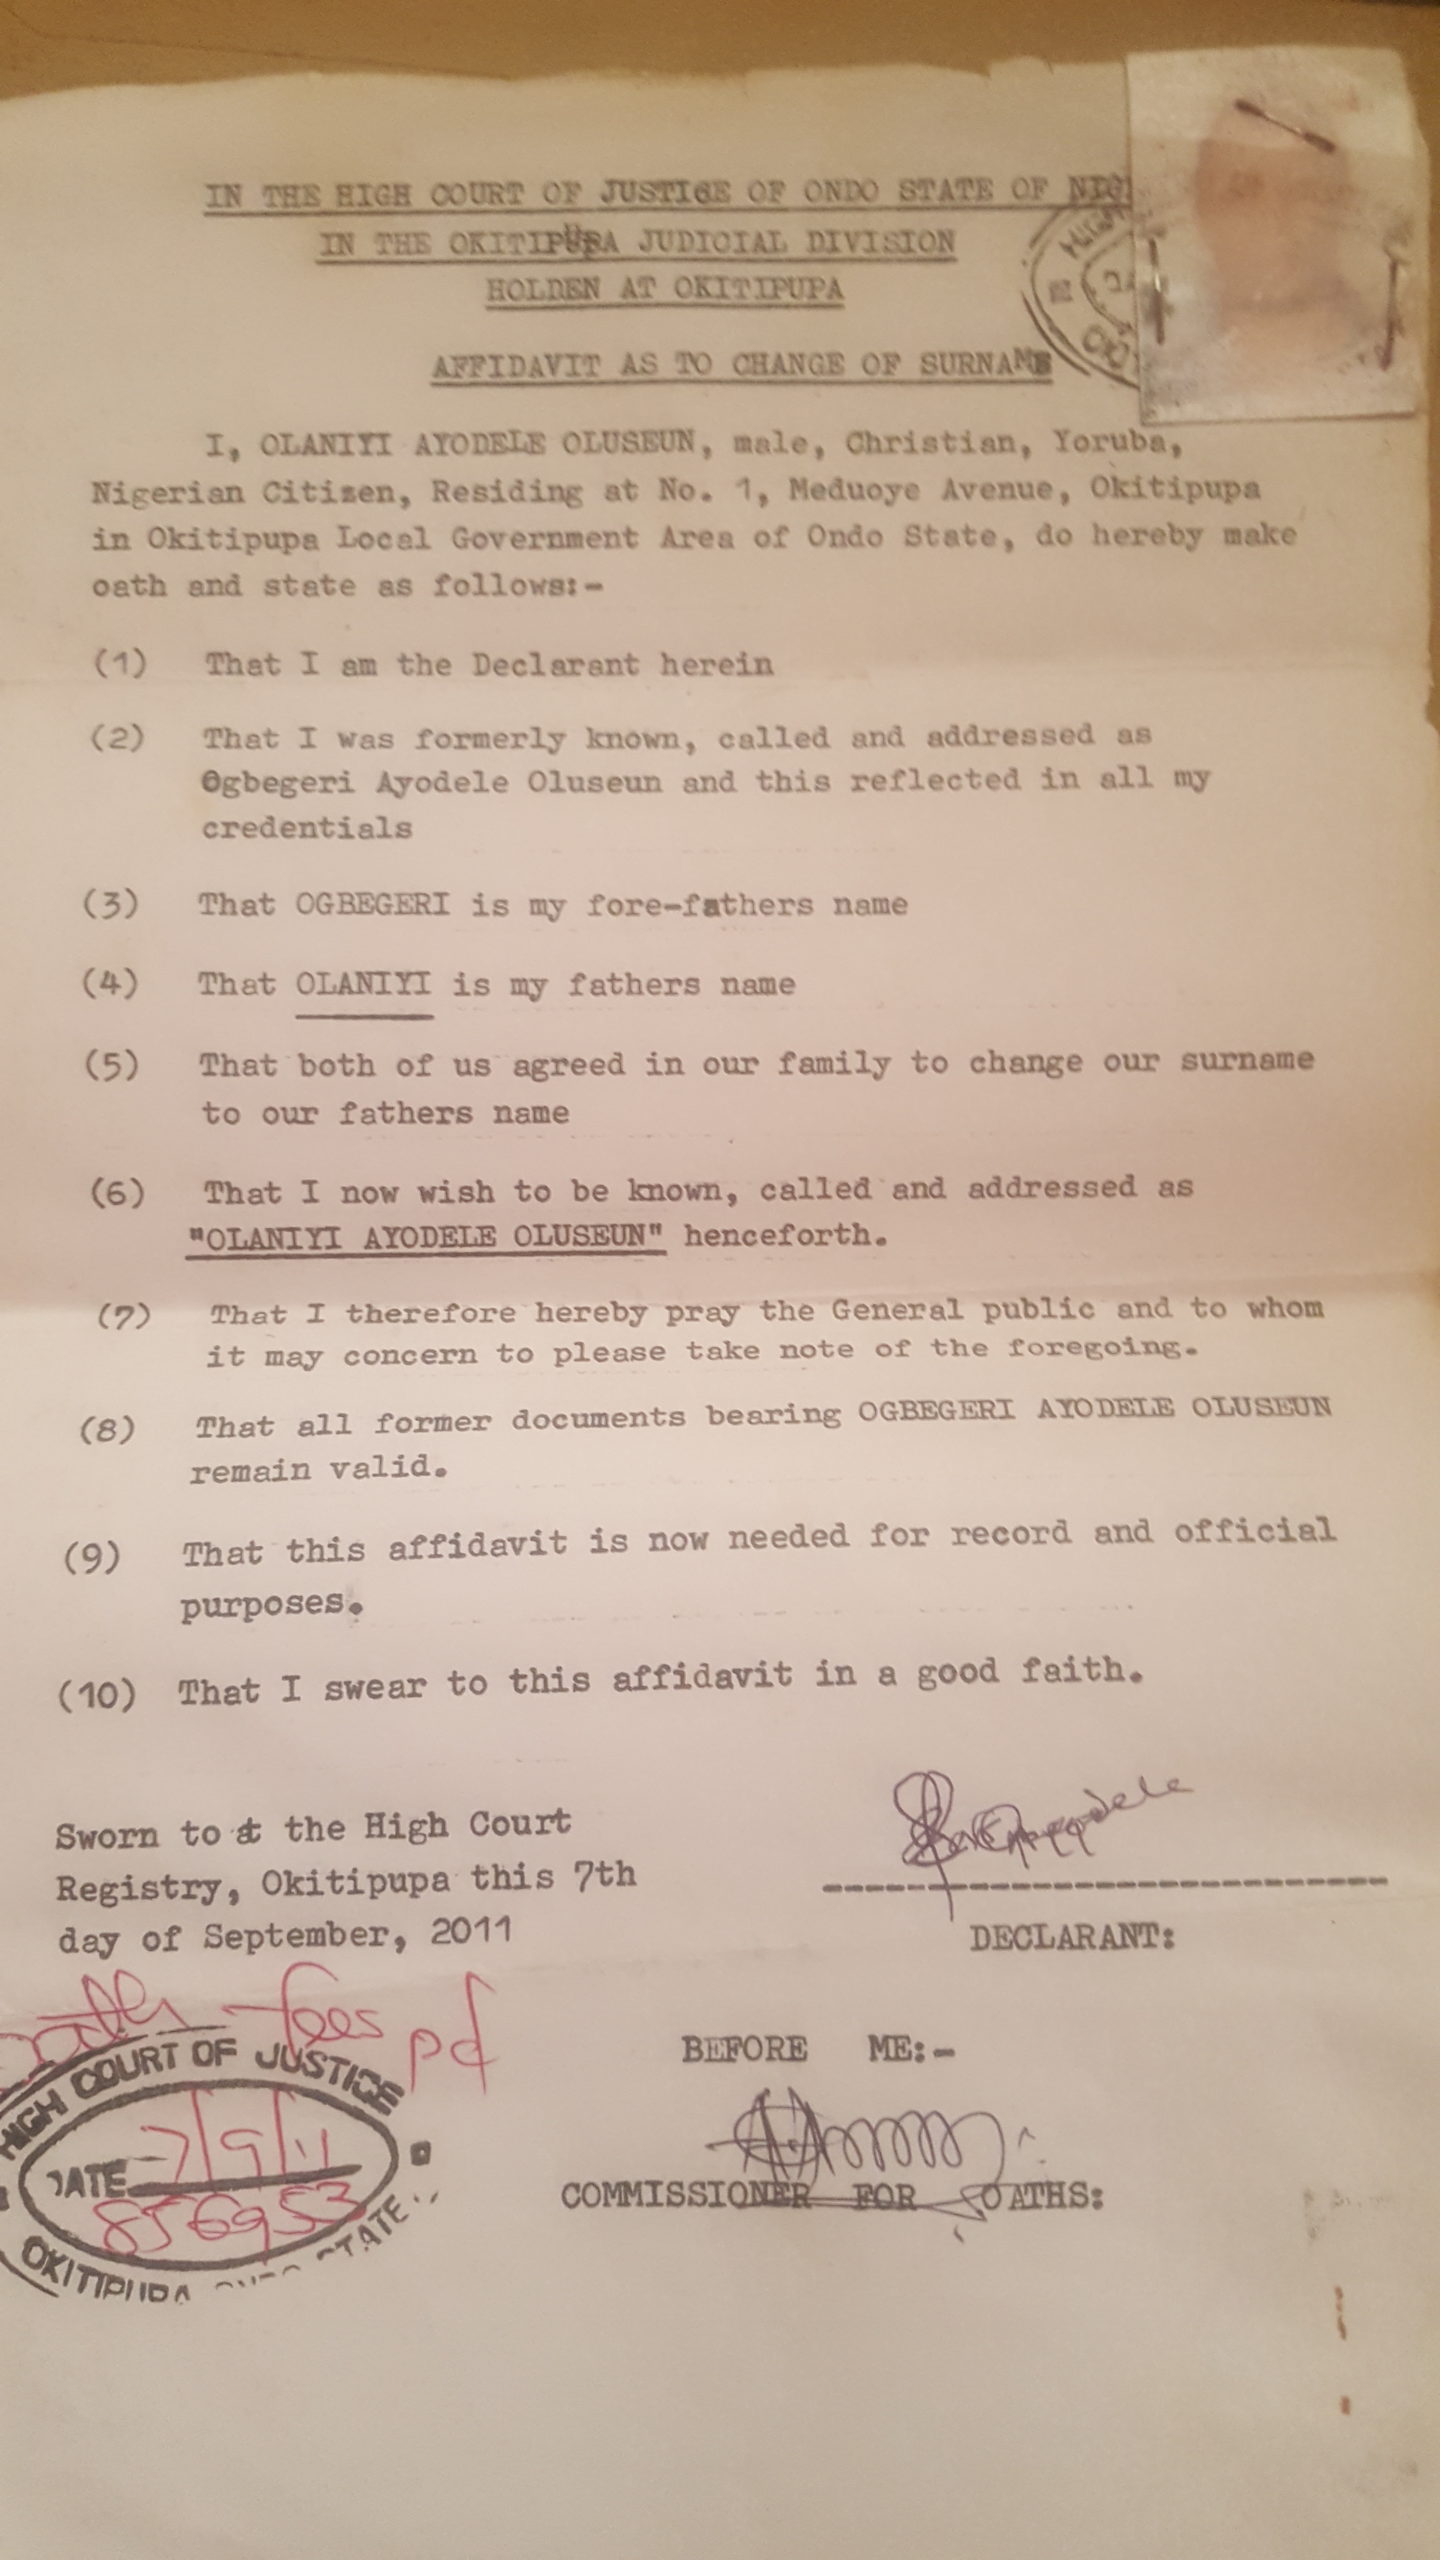 IN THE HIGH COURT OF JUSTICE OF ONDO STATE OF NIG
IN THE OKITIPUPA JUDICIAL DIVISION
HOLDEN AT OKITIPUPA
AFFIDAVIT AS TO CHANGE OF SURNAME
I, OLANIYI AYODELE OLUSEUN, male, Christian, Yoruba,
Nigerian Citizen, Residing at No. 1, Meduoye Avenue, Okitipupa
in Okitipupa Local Government Area of Ondo State, do hereby make
oath and state as follows:-
(1) That I am the Declarant herein
(2) That I was formerly known, called and addressed as
Ogbegeri Ayodele Oluseun and this reflected in all my
credentials
(3) That OGBEGERI is my fore-fathers name
(4) That OLANIYI is my fathers name
(5) That both of us agreed in our family to change our surname
to our fathers name
(6) That I now wish to be known, called and addressed as
"OLANIYI AYODELE OLUSEUN" henceforth.
(7) That I therefore hereby pray the General public and to whom
it may concern to please take note of the foregoing.
(8) That all former documents bearing OGBEGERI AYODELE OLUSEUN
remain valid.
(9) That this affidavit is now needed for record and official
purposes.
(10) That I swear to this affidavit in a good faith.
Sworn to at the High Court
Registry, Okitipupa this 7th
day of September, 2011
DECLARANT:
oath fees pd
BEFORE ME:-
HIGH COURT OF JUSTICE
DATE 7/9/11
856953
OKITIPUPA ONDO STATE
COMMISSIONER FOR OATHS: